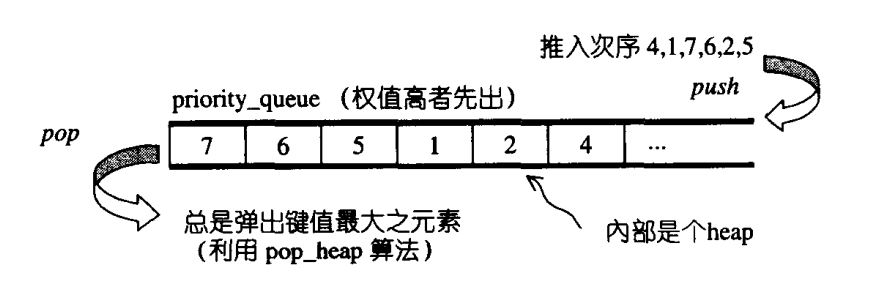 推入次序 4,1,7,6,2,5
priority_queue （权值高者先出）
push
pop
7 6 5 1 2 4 ...
总是弹出键值最大之元素
（利用 pop_heap 算法）
内部是个heap